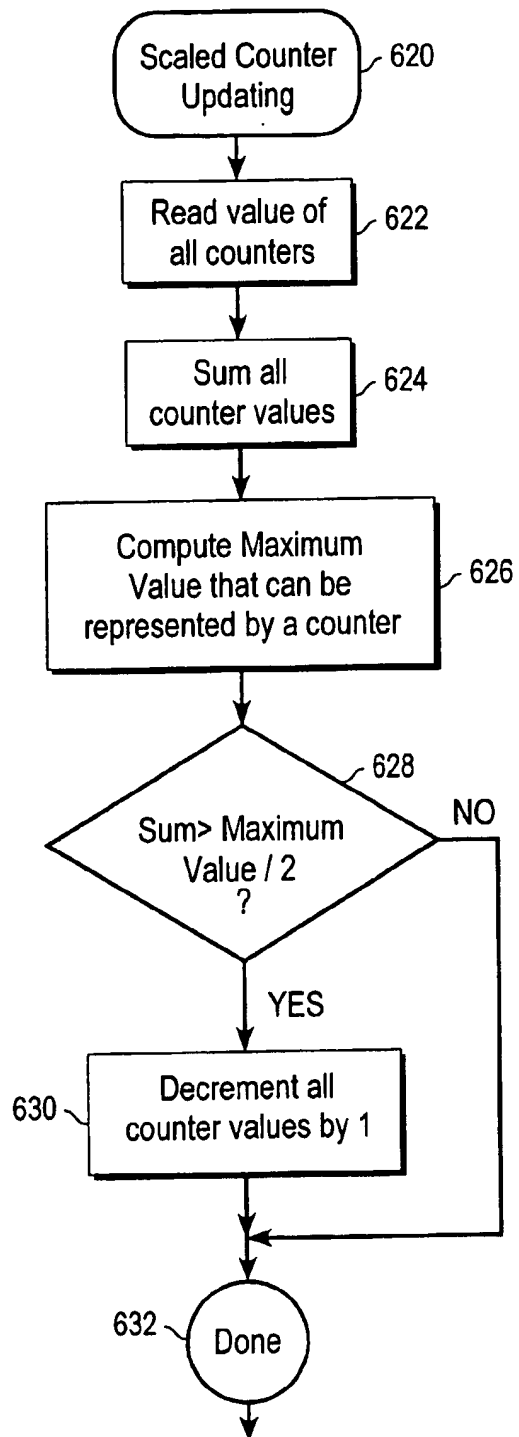 Scaled Counter
Updating
620
Read value of
all counters
622
Sum all
counter values
624
Compute Maximum
Value that can be
represented by a counter
626
628
Sum> Maximum
Value / 2
?
NO
YES
Decrement all
counter values by 1
630
632
Done